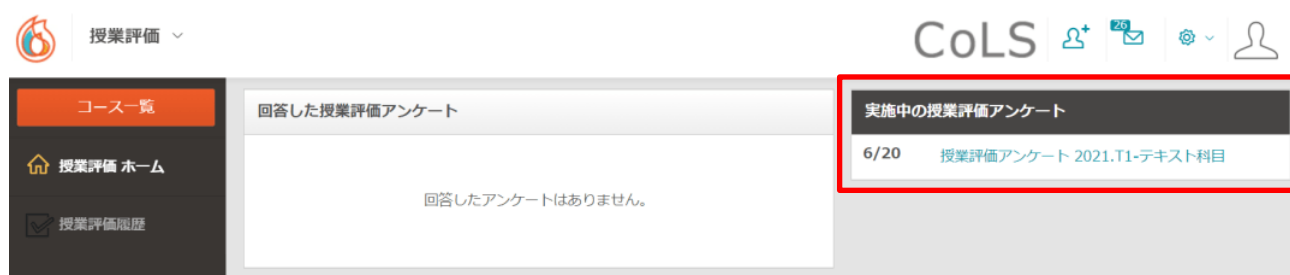 授業評価
CoLS
26
コース一覧
授業評価 ホーム
授業評価履歴
回答した授業評価アンケート
回答したアンケートはありません。
実施中の授業評価アンケート
6/20 授業評価アンケート 2021.T1-テキスト科目